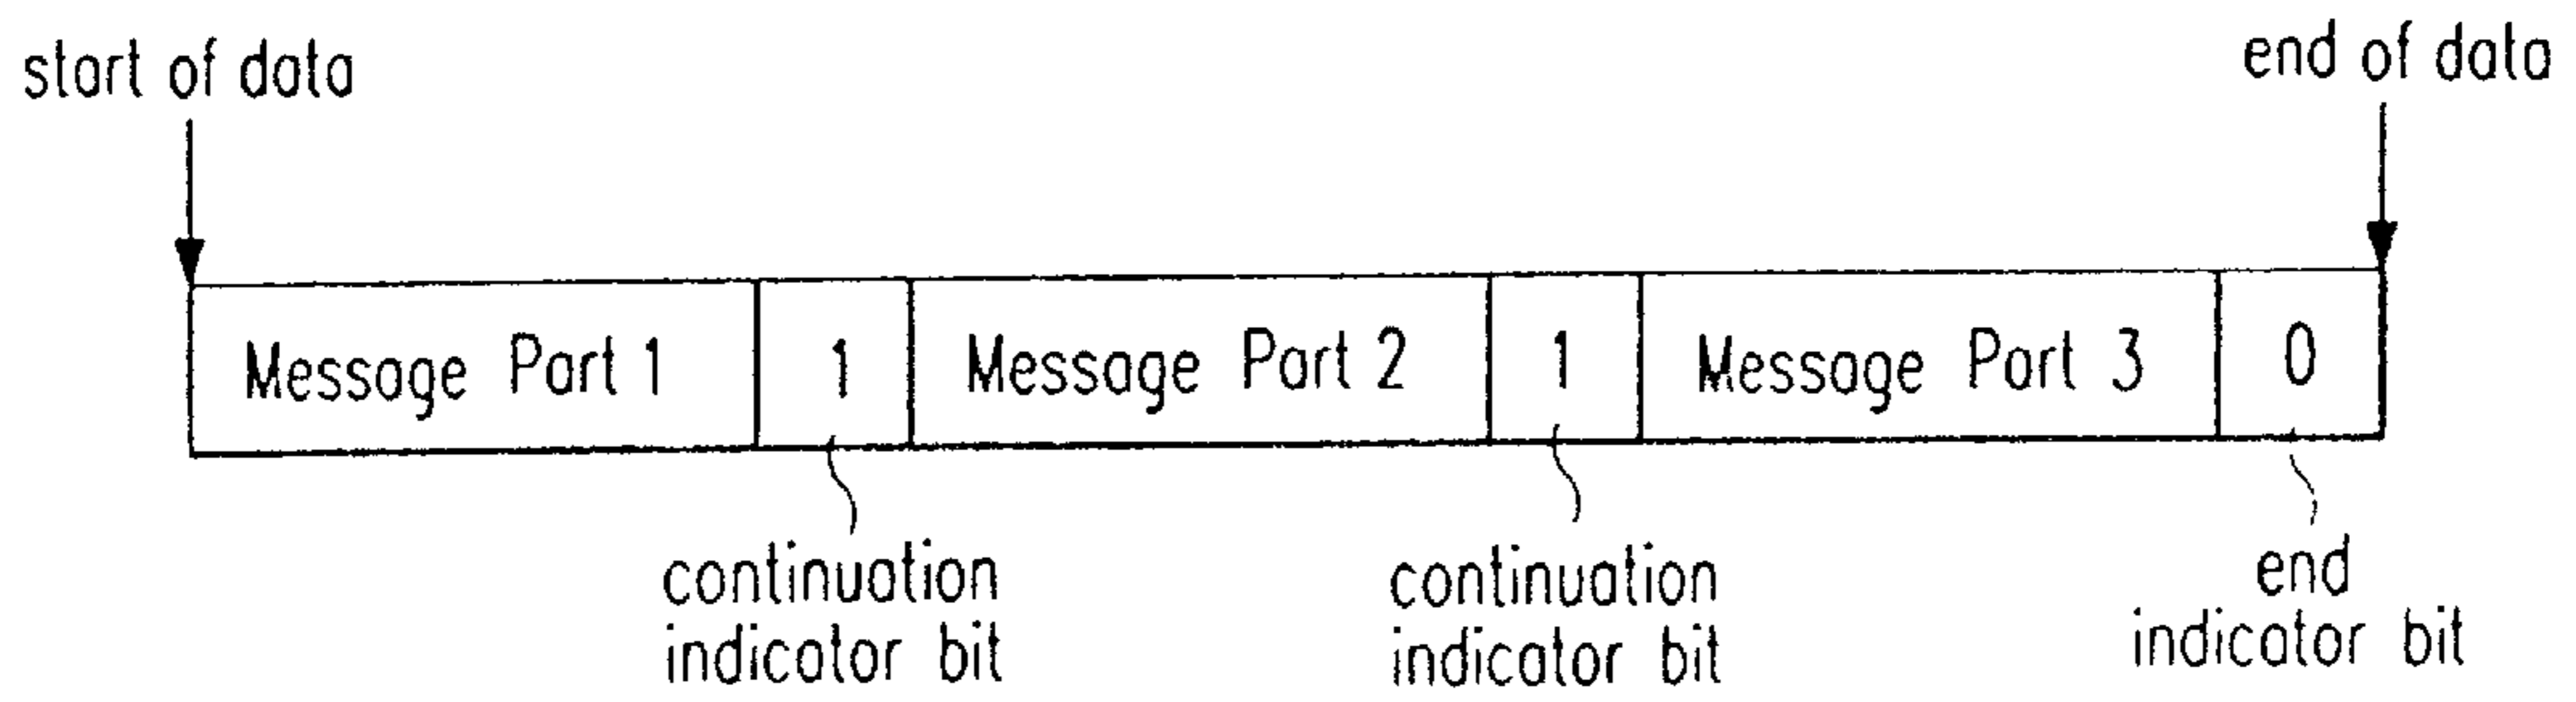 start of data
end of data
Message Part 1 1 Message Part 2 1 Message Part 3 0
continuation
indicator bit
continuation
indicator bit
end
indicator bit